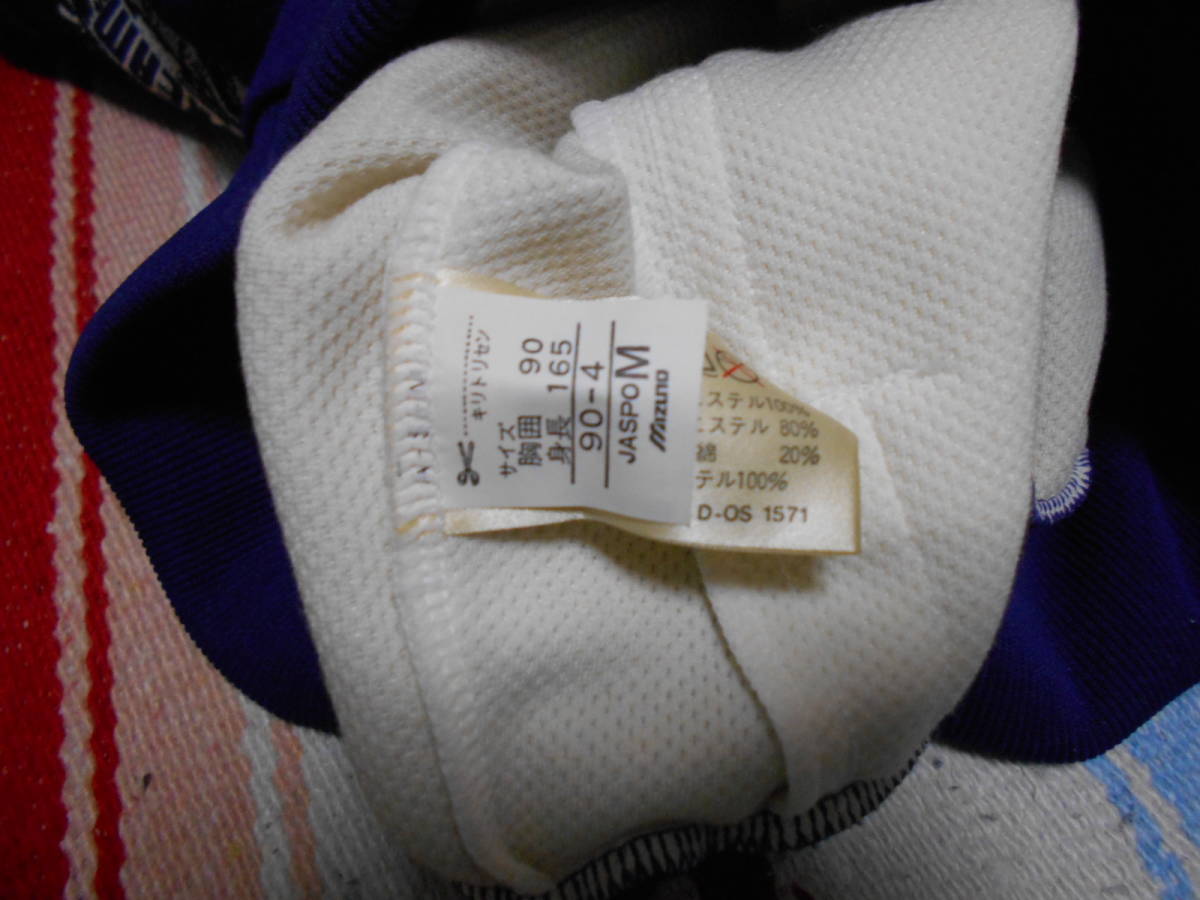 キリトリセン
サイズ
胸囲 90
身長 165
90-4
JASPO M
Mizuno
ステル100%
ステル 80%
綿 20%
テル100%
D-OS 1571